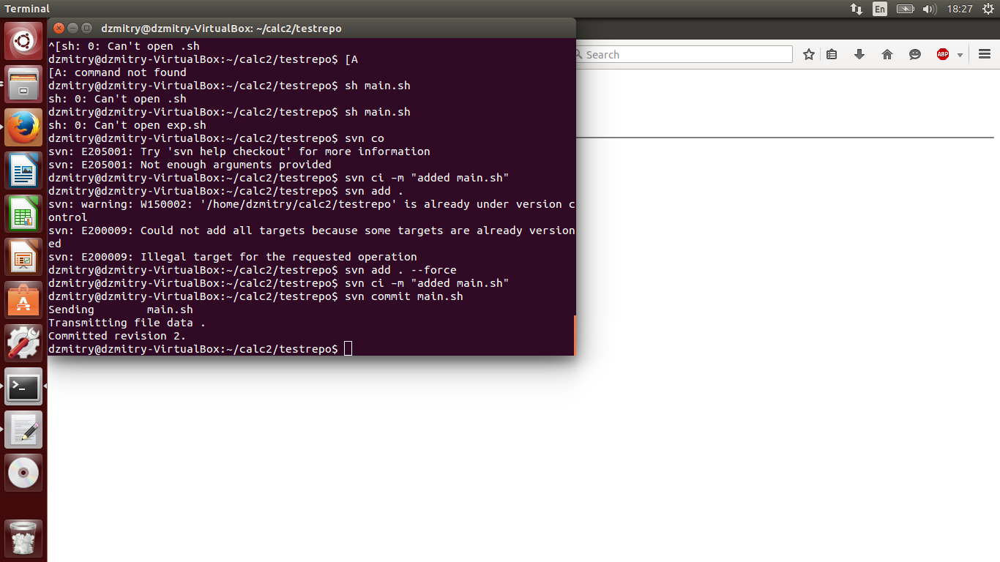 Terminal
En
18:27
dzmitry@dzmitry-VirtualBox: ~/calc2/testrepo
Search
ABP
^[sh: 0: Can't open .sh
dzmitry@dzmitry-VirtualBox:~/calc2/testrepo$ [A
[A: command not found
dzmitry@dzmitry-VirtualBox:~/calc2/testrepo$ sh main.sh
sh: 0: Can't open .sh
dzmitry@dzmitry-VirtualBox:~/calc2/testrepo$ sh main.sh
sh: 0: Can't open exp.sh
dzmitry@dzmitry-VirtualBox:~/calc2/testrepo$ svn co
svn: E205001: Try 'svn help checkout' for more information
svn: E205001: Not enough arguments provided
dzmitry@dzmitry-VirtualBox:~/calc2/testrepo$ svn ci -m "added main.sh"
dzmitry@dzmitry-VirtualBox:~/calc2/testrepo$ svn add .
svn: warning: W150002: '/home/dzmitry/calc2/testrepo' is already under version c
ontrol
svn: E200009: Could not add all targets because some targets are already version
ed
svn: E200009: Illegal target for the requested operation
dzmitry@dzmitry-VirtualBox:~/calc2/testrepo$ svn add . --force
dzmitry@dzmitry-VirtualBox:~/calc2/testrepo$ svn ci -m "added main.sh"
dzmitry@dzmitry-VirtualBox:~/calc2/testrepo$ svn commit main.sh
Sending        main.sh
Transmitting file data .
Committed revision 2.
dzmitry@dzmitry-VirtualBox:~/calc2/testrepo$